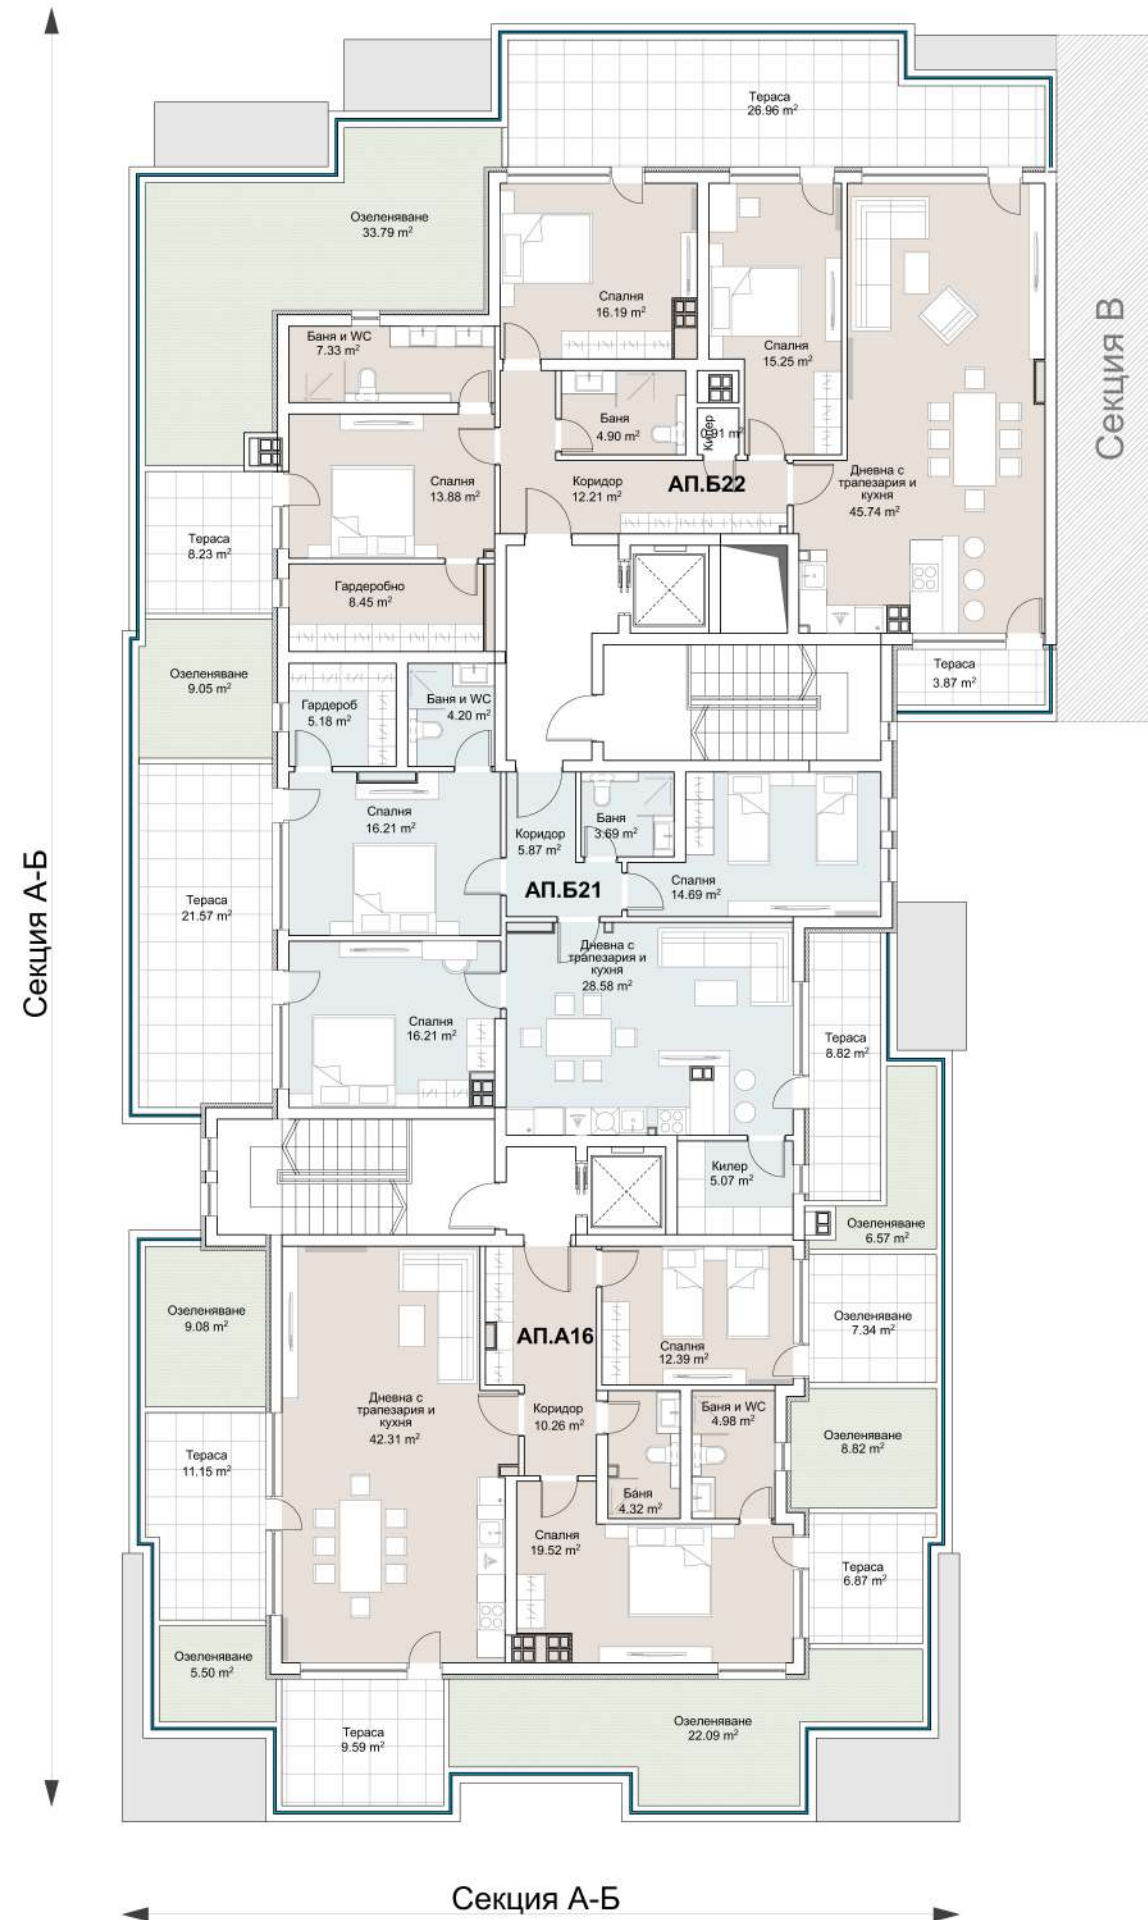 Тераса
26.96 m²
Озеленяване
33.79 m²
Спалня
16.19 m²
Спалня
15.25 m²
Баня и WC
7.33 m²
Баня
4.90 m²
Килер
0.91 m²
Спалня
13.88 m²
Коридор
12.21 m²
АП.Б22
Дневна с
трапезария и
кухня
45.74 m²
Секция В
Тераса
8.23 m²
Гардеробно
8.45 m²
Озеленяване
9.05 m²
Тераса
3.87 m²
Гардероб
5.18 m²
Баня и WC
4.20 m²
Спалня
16.21 m²
Коридор
5.87 m²
Баня
3.69 m²
АП.Б21
Спалня
14.69 m²
Тераса
21.57 m²
Секция А-Б
Дневна с
трапезария и
кухня
28.58 m²
Спалня
16.21 m²
Тераса
8.82 m²
Килер
5.07 m²
Озеленяване
6.57 m²
Озеленяване
9.08 m²
АП.А16
Озеленяване
7.34 m²
Спалня
12.39 m²
Дневна с
трапезария и
кухня
42.31 m²
Коридор
10.26 m²
Баня и WC
4.98 m²
Озеленяване
8.82 m²
Тераса
11.15 m²
Баня
4.32 m²
Спалня
19.52 m²
Тераса
6.87 m²
Озеленяване
5.50 m²
Тераса
9.59 m²
Озеленяване
22.09 m²
Секция А-Б